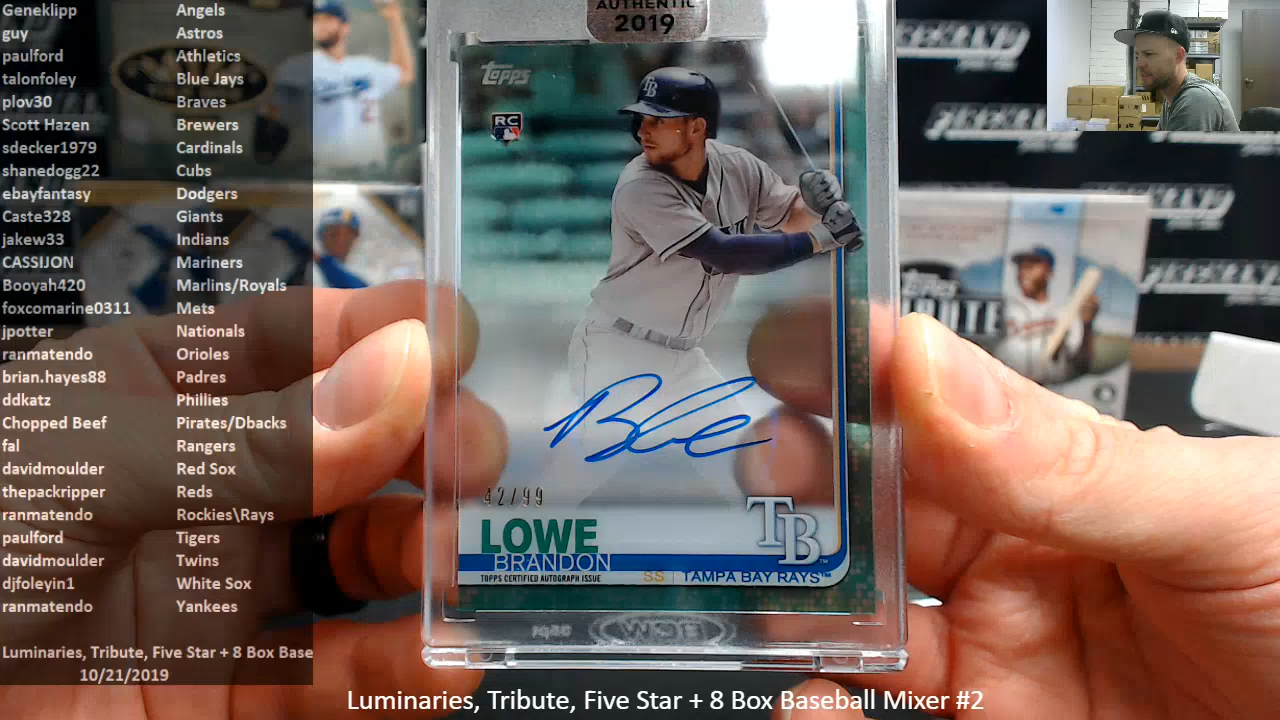 Geneklipp Angels
guy Astros
paulford Athletics
talonfoley Blue Jays
plov30 Braves
Scott Hazen Brewers
sdecker1979 Cardinals
shanedogg22 Cubs
ebayfantasy Dodgers
Caste328 Giants
jakew33 Indians
CASSIJON Mariners
Booyah420 Marlins/Royals
foxcomarine0311 Mets
jpotter Nationals
ranmatendo Orioles
brian.hayes88 Padres
ddkatz Phillies
Chopped Beef Pirates/Dbacks
fal Rangers
davidmoulder Red Sox
thepackripper Reds
ranmatendo Rockies\Rays
paulford Tigers
davidmoulder Twins
djfoleyin1 White Sox
ranmatendo Yankees
Luminaries, Tribute, Five Star + 8 Box Base
10/21/2019
AUTHENTIC
2019
Topps
RC
TB
42/99
LOWE
BRANDON
TOPPS CERTIFIED AUTOGRAPH ISSUE
SS TAMPA BAY RAYS™
TB
Topps
Luminaries, Tribute, Five Star + 8 Box Baseball Mixer #2